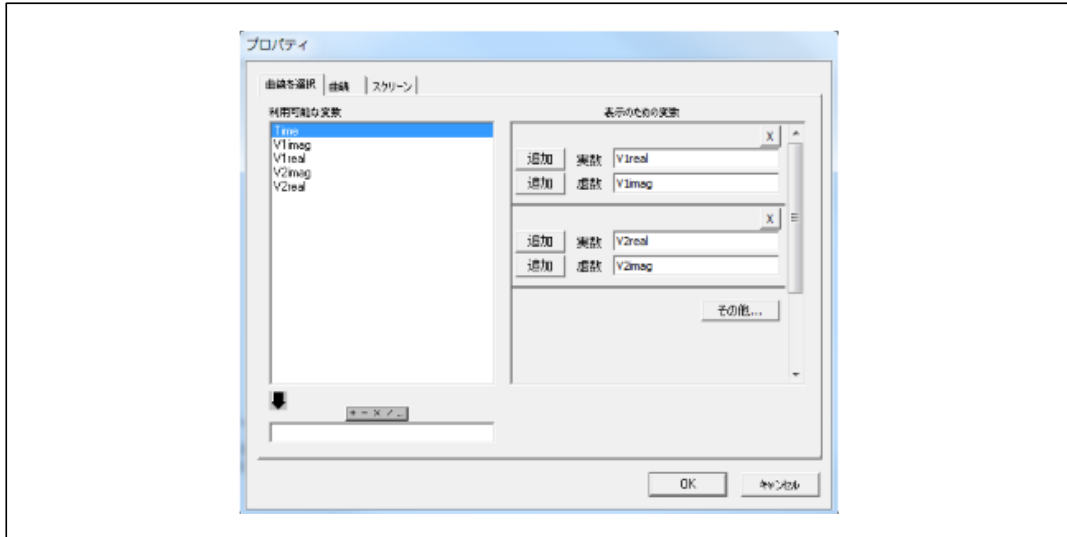 プロパティ
曲線を選択 曲線 スクリーン
利用可能な変数
Time
V1imag
V1real
V2imag
V2real
+ - × / ..
表示のための変数
X
追加 実数 V1real
追加 虚数 V1imag
X
追加 実数 V2real
追加 虚数 V2imag
その他...
OK キャンセル